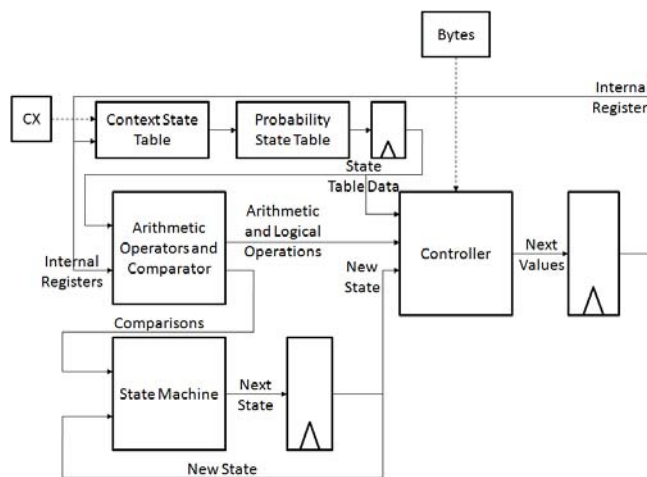 Bytes
Internal
Register
CX
Context State
Table
Probability
State Table
State
Table Data
Arithmetic
Operators and
Comparator
Arithmetic
and Logical
Operations
Internal
Registers
New
State
Controller
Next
Values
Comparisons
State Machine
Next
State
New State